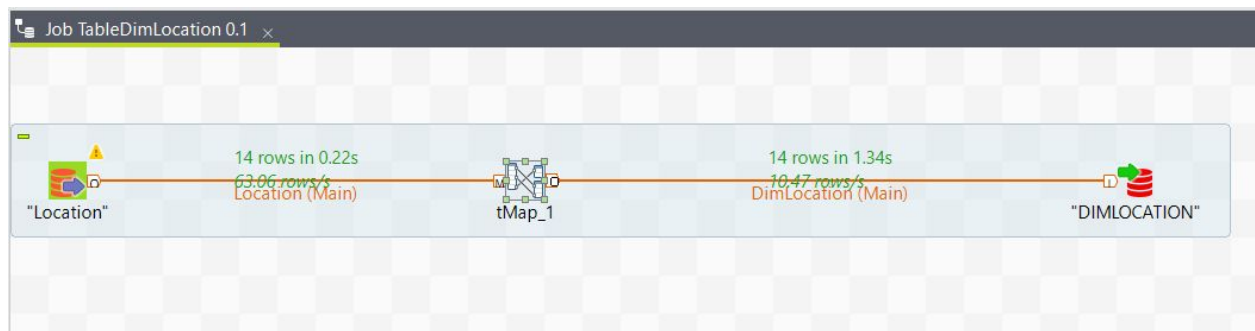 Job TableDimLocation 0.1
14 rows in 0.22s
63.06 rows/s
Location (Main)
14 rows in 1.34s
10.47 rows/s
DimLocation (Main)
"Location"
tMap_1
"DIMLOCATION"
O
M
O
I